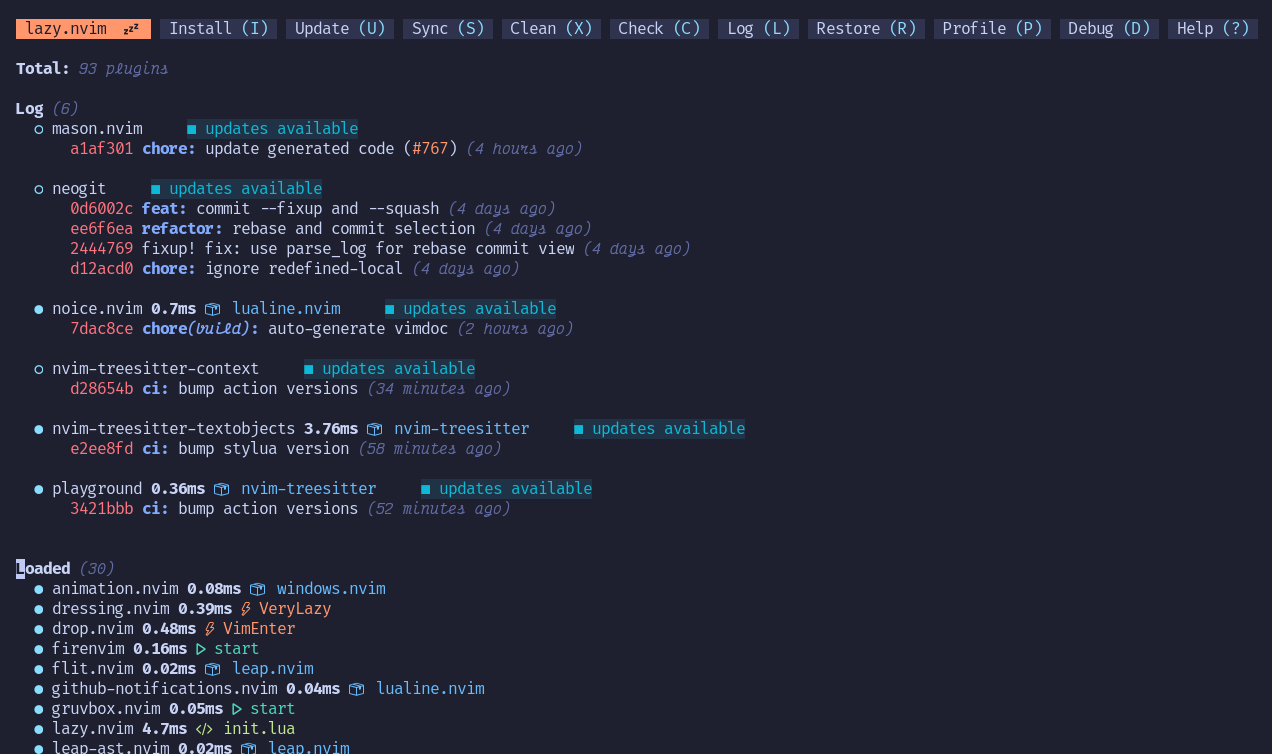 lazy.nvim 💤 Install (I) Update (U) Sync (S) Clean (X) Check (C) Log (L) Restore (R) Profile (P) Debug (D) Help (?)
Total: 93 plugins
Log (6)
○ mason.nvim ■ updates available
a1af301 chore: update generated code (#767) (4 hours ago)
○ neogit ■ updates available
0d6002c feat: commit --fixup and --squash (4 days ago)
ee6f6ea refactor: rebase and commit selection (4 days ago)
2444769 fixup! fix: use parse_log for rebase commit view (4 days ago)
d12acd0 chore: ignore redefined-local (4 days ago)
● noice.nvim 0.7ms lualine.nvim ■ updates available
7dac8ce chore(build): auto-generate vimdoc (2 hours ago)
○ nvim-treesitter-context ■ updates available
d28654b ci: bump action versions (34 minutes ago)
● nvim-treesitter-textobjects 3.76ms nvim-treesitter ■ updates available
e2ee8fd ci: bump stylua version (58 minutes ago)
● playground 0.36ms nvim-treesitter ■ updates available
3421bbb ci: bump action versions (52 minutes ago)
Loaded (30)
● animation.nvim 0.08ms windows.nvim
● dressing.nvim 0.39ms VeryLazy
● drop.nvim 0.48ms VimEnter
● firenvim 0.16ms start
● flit.nvim 0.02ms leap.nvim
● github-notifications.nvim 0.04ms lualine.nvim
● gruvbox.nvim 0.05ms start
● lazy.nvim 4.7ms </> init.lua
● leap-ast.nvim 0.02ms leap.nvim